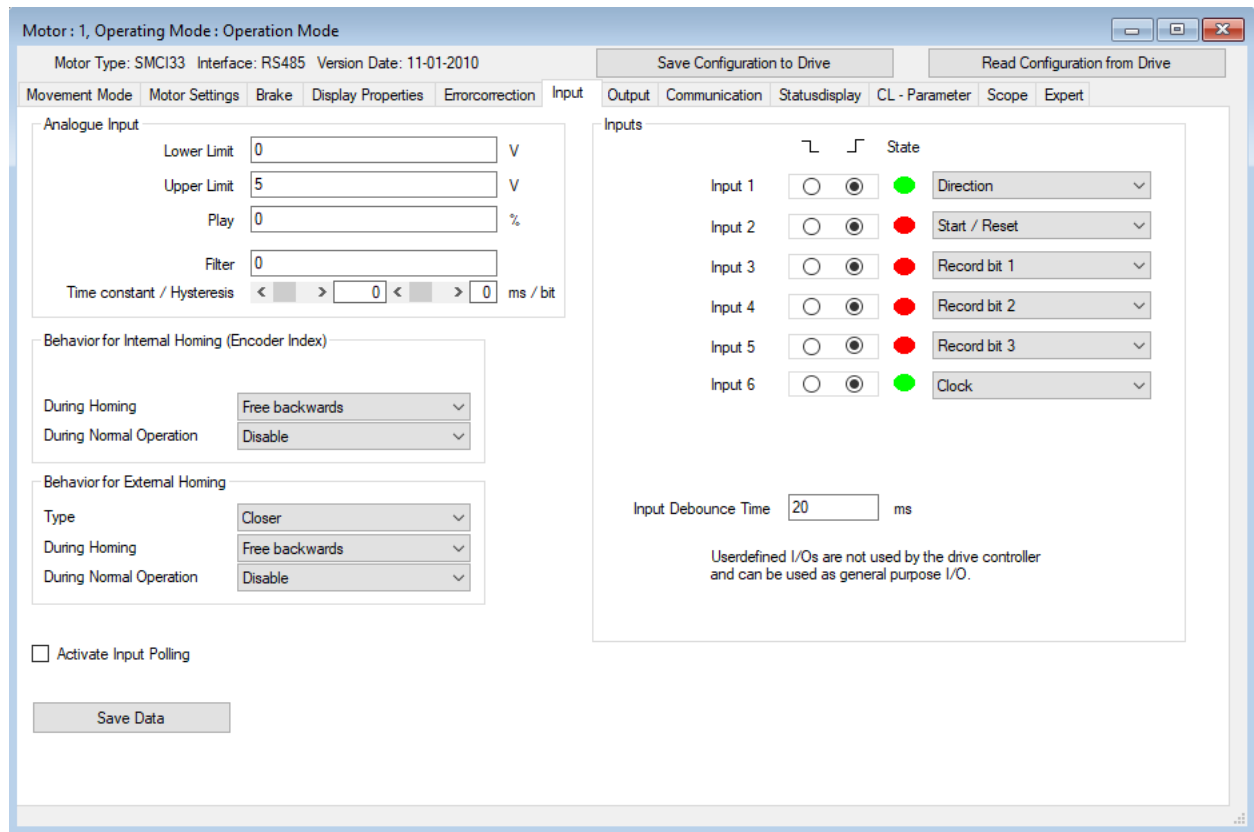 Motor : 1, Operating Mode : Operation Mode
Motor Type: SMCI33 Interface: RS485 Version Date: 11-01-2010
Save Configuration to Drive
Read Configuration from Drive
Movement Mode Motor Settings Brake Display Properties Errorcorrection Input Output Communication Statusdisplay CL - Parameter Scope Expert
Analogue Input
Lower Limit 0 V
Upper Limit 5 V
Play 0 %
Filter 0
Time constant / Hysteresis < > 0 < > 0 ms / bit
Behavior for Internal Homing (Encoder Index)
During Homing Free backwards
During Normal Operation Disable
Behavior for External Homing
Type Closer
During Homing Free backwards
During Normal Operation Disable
Activate Input Polling
Save Data
Inputs
State
Input 1 Direction
Input 2 Start / Reset
Input 3 Record bit 1
Input 4 Record bit 2
Input 5 Record bit 3
Input 6 Clock
Input Debounce Time 20 ms
Userdefined I/Os are not used by the drive controller
and can be used as general purpose I/O.